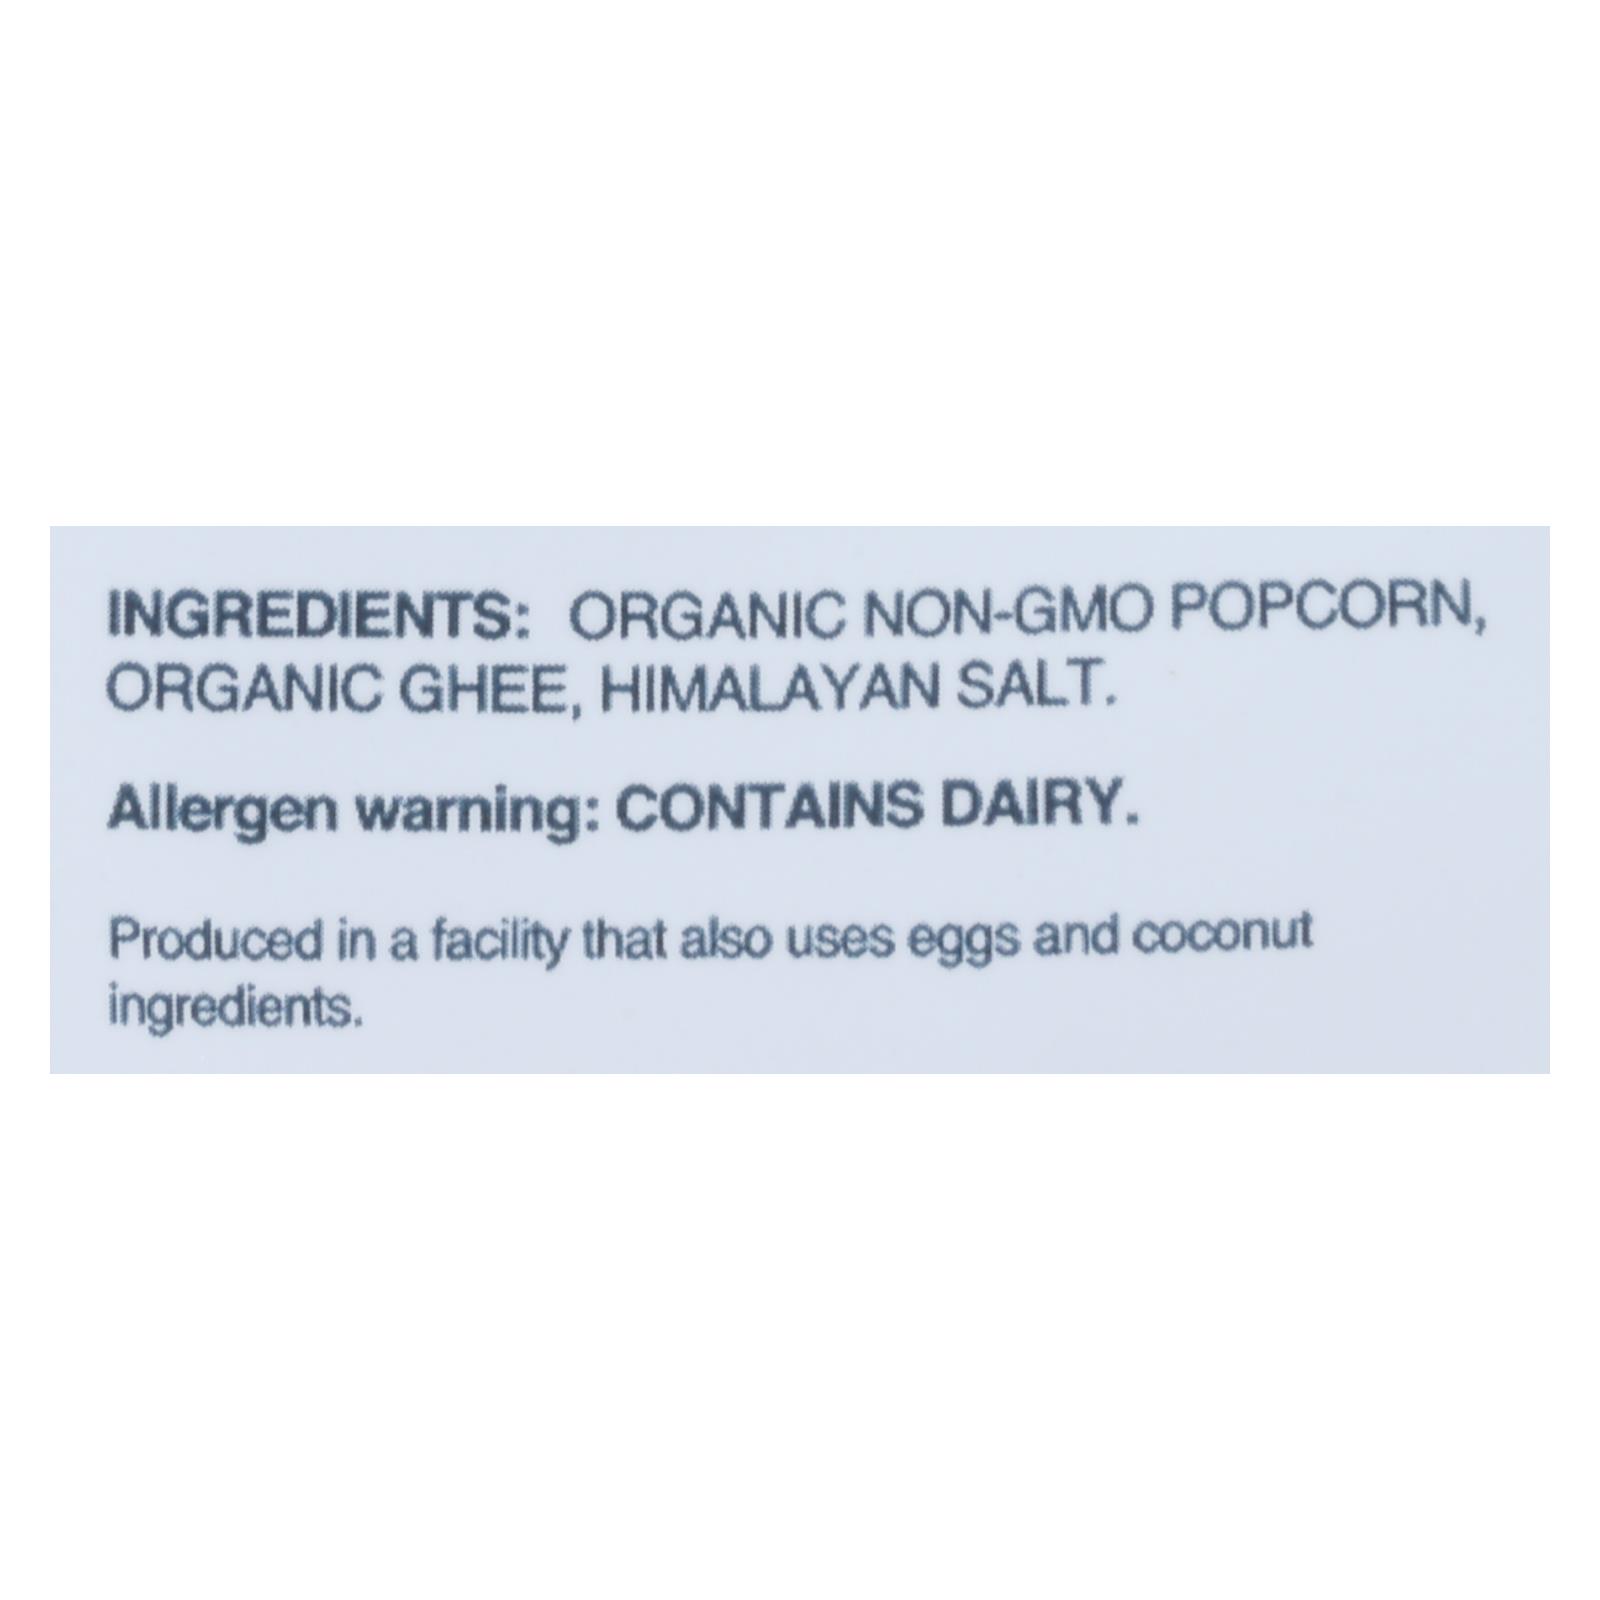 INGREDIENTS: ORGANIC NON-GMO POPCORN,
ORGANIC GHEE, HIMALAYAN SALT.
Allergen warning: CONTAINS DAIRY.
Produced in a facility that also uses eggs and coconut
ingredients.